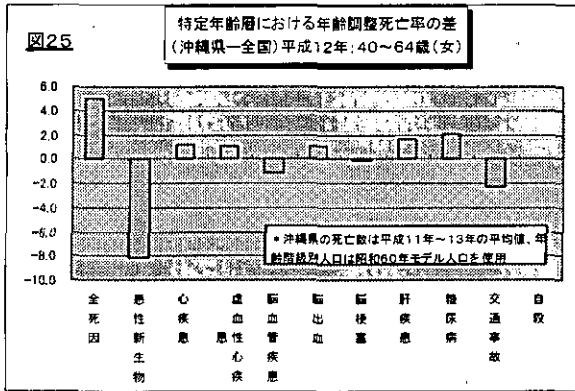 図25
特定年齢層における年齢調整死亡率の差
(沖縄県-全国)平成12年:40~64歳(女)
6.0
4.0
2.0
0.0
-2.0
-4.0
-6.0
-8.0
-10.0
*沖縄県の死亡数は平成11年~13年の平均値、年
齢階級別人口は昭和60年モデル人口を使用
全死因
悪性新生物
心疾患
虚血性心疾患
脳血管疾患
脳出血
脳梗塞
肝疾患
糖尿病
交通事故
自殺